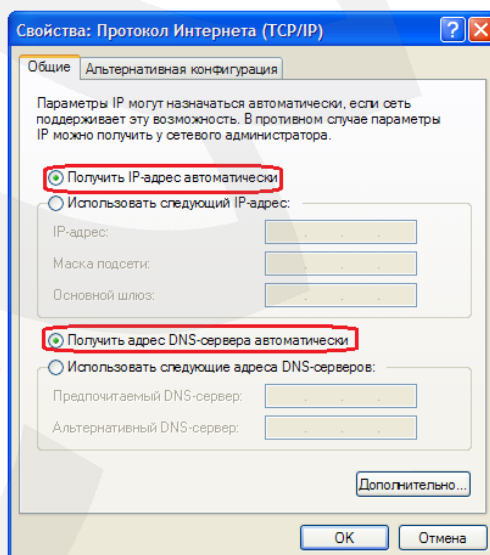 Свойства: Протокол Интернета (TCP/IP)
Общие
Альтернативная конфигурация
Параметры IP могут назначаться автоматически, если сеть
поддерживает эту возможность. В противном случае параметры
IP можно получить у сетевого администратора.
Получить IP-адрес автоматически
Использовать следующий IP-адрес:
IP-адрес:
Маска подсети:
Основной шлюз:
Получить адрес DNS-сервера автоматически
Использовать следующие адреса DNS-серверов:
Предпочитаемый DNS-сервер:
Альтернативный DNS-сервер:
Дополнительно...
OK
Отмена